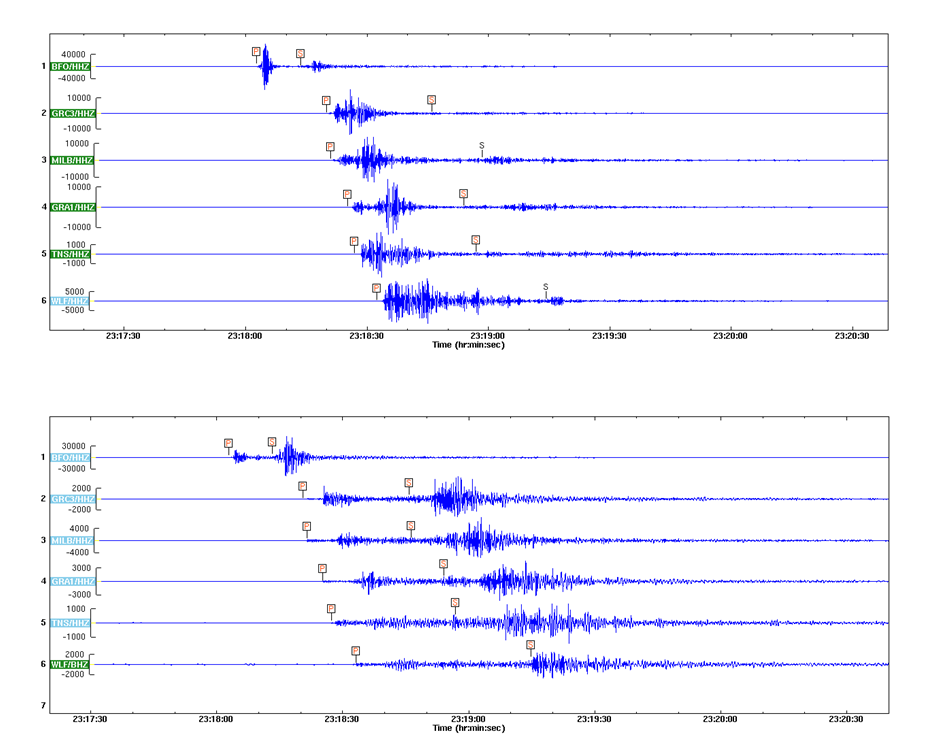 P S
40000
1 BFO/HHZ
-40000
P S
10000
2 GRC3/HHZ
-10000
P S
10000
3 MILB/HHZ
-10000
P S
10000
4 GRA1/HHZ
-10000
P S
1000
5 TNS/HHZ
-1000
P S
5000
6 WLF/HHZ
-5000
23:17:30 23:18:00 23:18:30 23:19:00 23:19:30 23:20:00 23:20:30
Time (hr:min:sec)
P S
30000
1 BFO/HHZ
-30000
P S
2000
2 GRC3/HHZ
-2000
P S
4000
3 MILB/HHZ
-4000
P S
3000
4 GRA1/HHZ
-3000
P S
1000
5 TNS/HHZ
-1000
P S
2000
6 WLF/BHZ
-2000
7
23:17:30 23:18:00 23:18:30 23:19:00 23:19:30 23:20:00 23:20:30
Time (hr:min:sec)